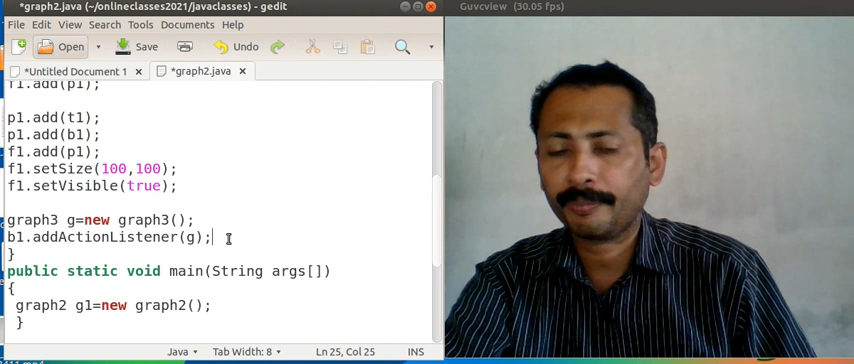 *graph2.java (~/onlineclasses2021/javaclasses) - gedit
Guvcview (30.05 fps)
File Edit View Search Tools Documents Help
Open Save Undo
*Untitled Document 1 × *graph2.java ×
f1.add(p1);
p1.add(t1)
p1.add(b1);
f1.add(p1);
f1.setSize(100,100);
f1.setVisible(true);
graph3 g=new graph3();
b1.addActionListener(g);
}
public static void main(String args[])
{
graph2 g1=new graph2();
}
Java Tab Width: 8 Ln 25, Col 25 INS